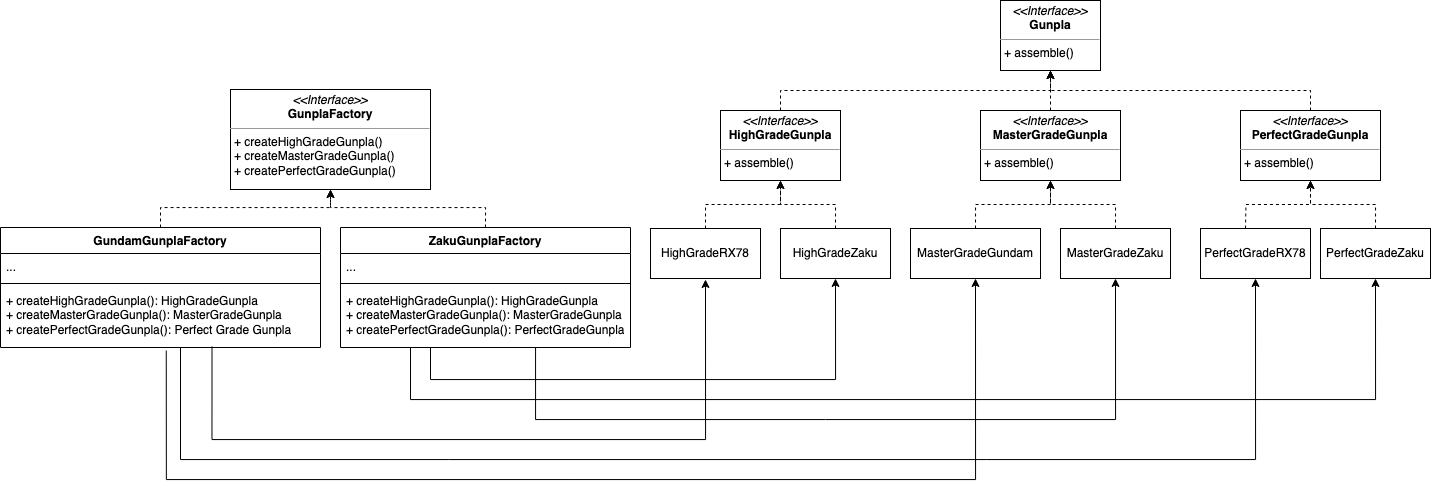 <<Interface>>
Gunpla
+ assemble()
<<Interface>>
GunplaFactory
+ createHighGradeGunpla()
+ createMasterGradeGunpla()
+ createPerfectGradeGunpla()
<<Interface>>
HighGradeGunpla
+ assemble()
<<Interface>>
MasterGradeGunpla
+ assemble()
<<Interface>>
PerfectGradeGunpla
+ assemble()
GundamGunplaFactory
...
+ createHighGradeGunpla(): HighGradeGunpla
+ createMasterGradeGunpla(): MasterGradeGunpla
+ createPerfectGradeGunpla(): Perfect Grade Gunpla
ZakuGunplaFactory
...
+ createHighGradeGunpla(): HighGradeGunpla
+ createMasterGradeGunpla(): MasterGradeGunpla
+ createPerfectGradeGunpla(): PerfectGradeGunpla
HighGradeRX78
HighGradeZaku
MasterGradeGundam
MasterGradeZaku
PerfectGradeRX78
PerfectGradeZaku